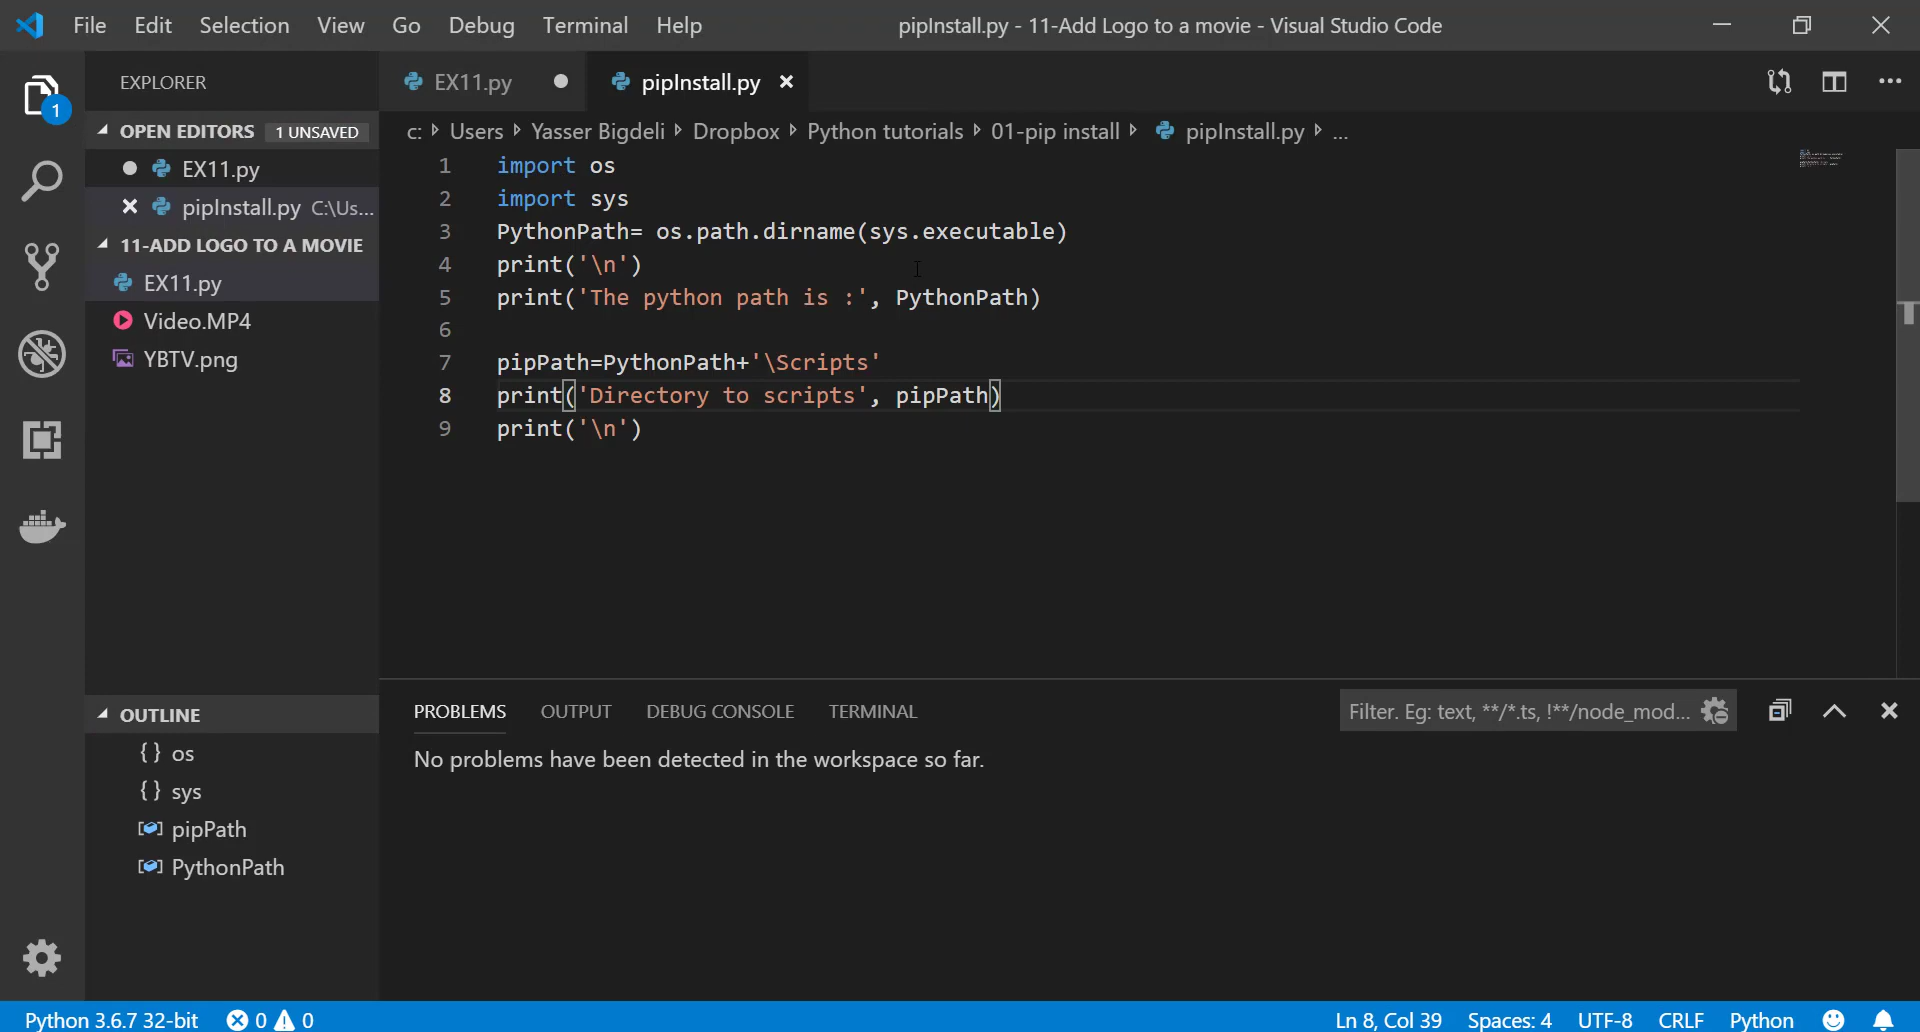 File Edit Selection View Go Debug Terminal Help pipInstall.py - 11-Add Logo to a movie - Visual Studio Code
EXPLORER
1
OPEN EDITORS 1 UNSAVED
EX11.py
pipInstall.py C:\Us...
11-ADD LOGO TO A MOVIE
EX11.py
Video.MP4
YBTV.png
OUTLINE
{} os
{} sys
pipPath
PythonPath
EX11.py pipInstall.py
c: Users Yasser Bigdeli Dropbox Python tutorials 01-pip install pipInstall.py ...
1 import os
2 import sys
3 PythonPath= os.path.dirname(sys.executable)
4 print('\n')
5 print('The python path is :', PythonPath)
6
7 pipPath=PythonPath+'\Scripts'
8 print('Directory to scripts', pipPath)
9 print('\n')
PROBLEMS OUTPUT DEBUG CONSOLE TERMINAL Filter. Eg: text, **/*.ts, !**/node_mod...
No problems have been detected in the workspace so far.
Python 3.6.7 32-bit 0 0 Ln 8, Col 39 Spaces: 4 UTF-8 CRLF Python